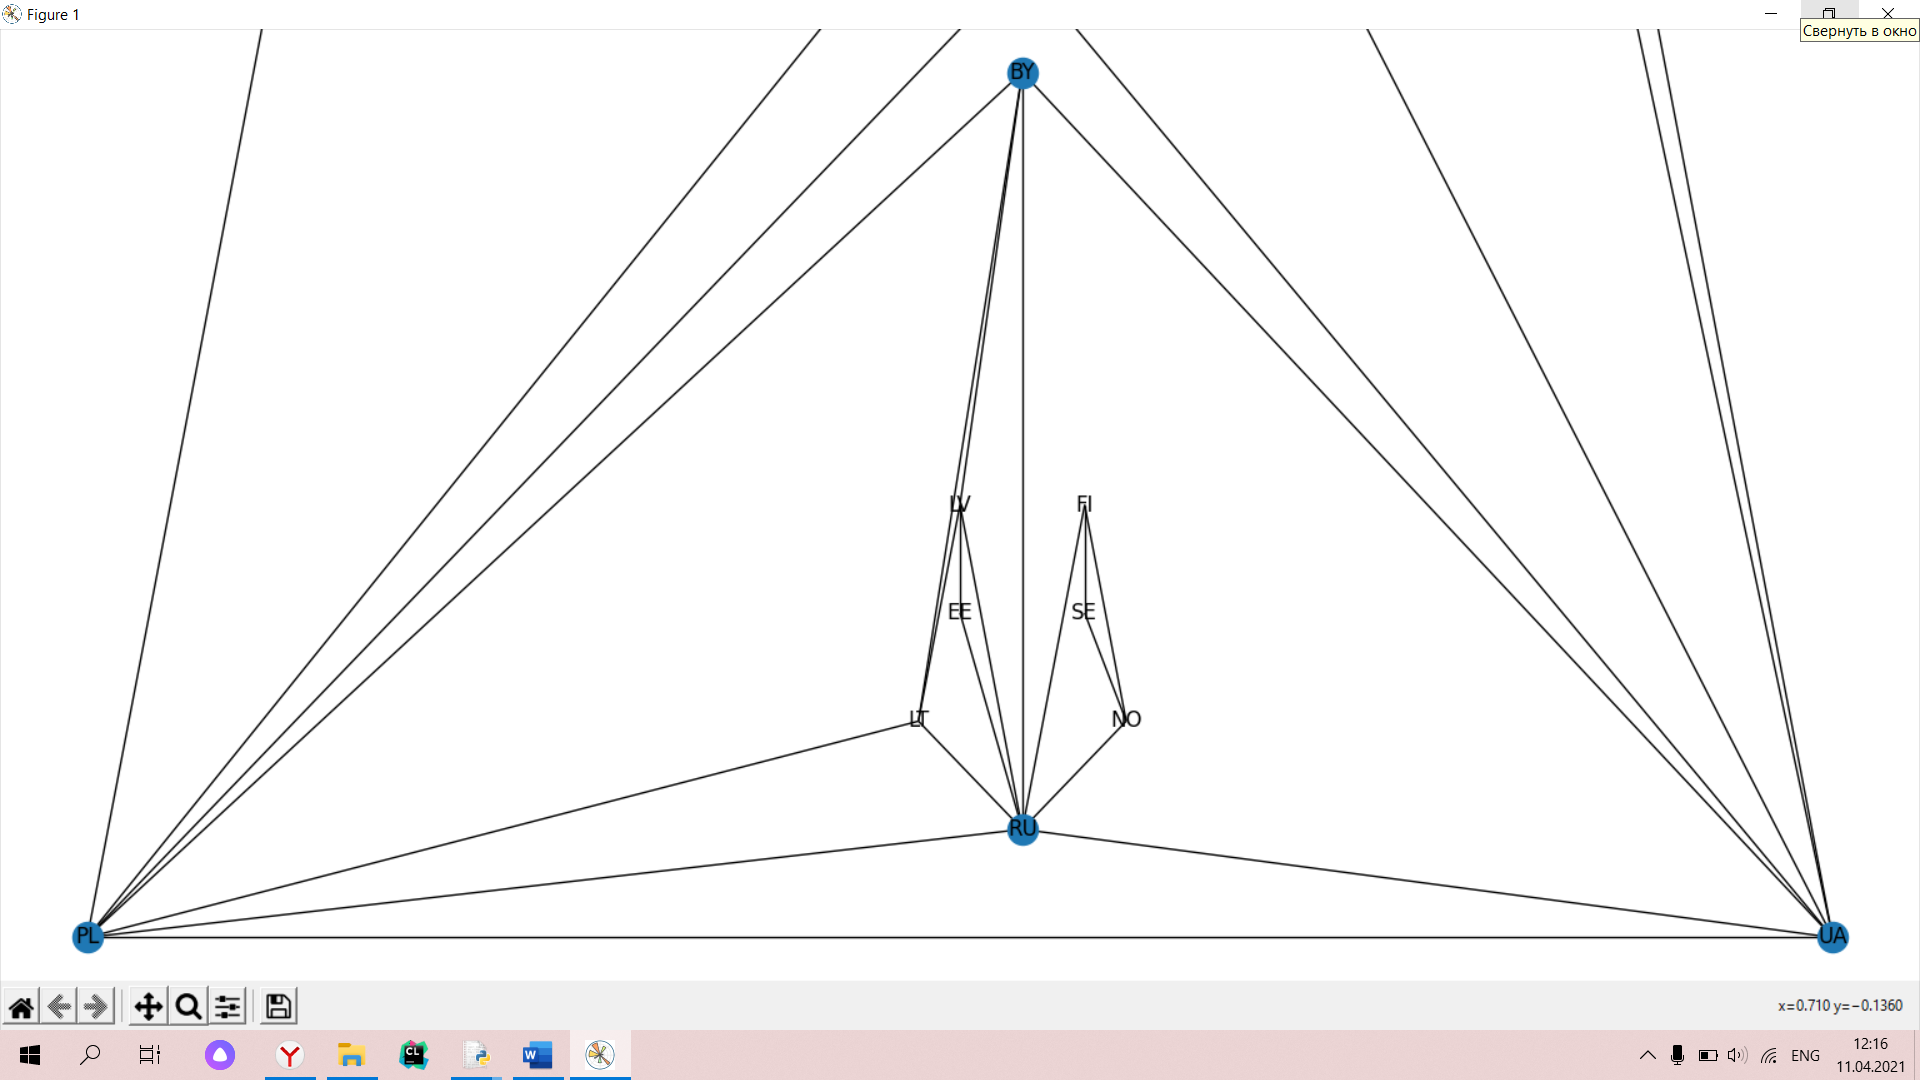 Figure 1
Свернуть в окно
BY
LV
FI
EE
SE
LT
NO
RU
PL
UA
x=0.710 y=−0.1360
CL
W
ENG
12:16
11.04.2021